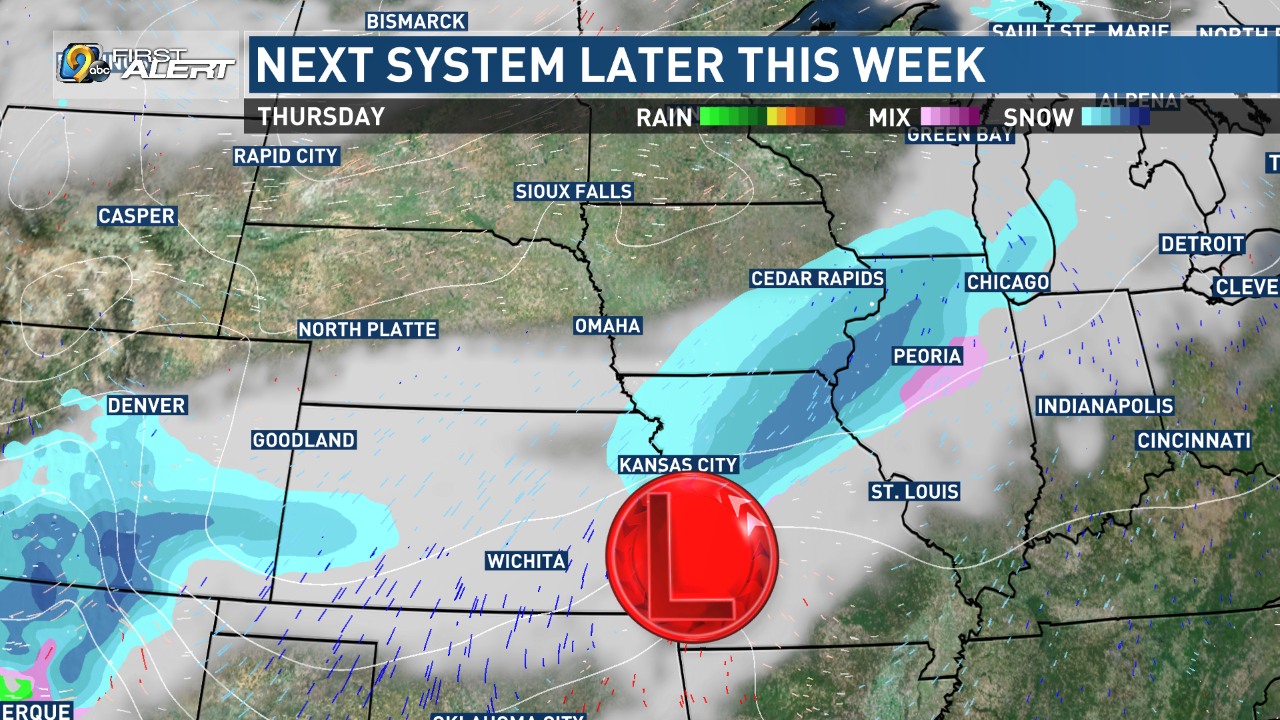 BISMARCK
SAULT STE. MARIE
9
abc
FIRST
ALERT
NEXT SYSTEM LATER THIS WEEK
ALPENA
THURSDAY
RAIN
MIX
SNOW
GREEN BAY
RAPID CITY
T
SIOUX FALLS
CASPER
DETROIT
CEDAR RAPIDS
CHICAGO
CLEVE
NORTH PLATTE
OMAHA
PEORIA
DENVER
INDIANAPOLIS
GOODLAND
CINCINNATI
KANSAS CITY
ST. LOUIS
L
WICHITA
ERQUE
OKLAHOMA CITY